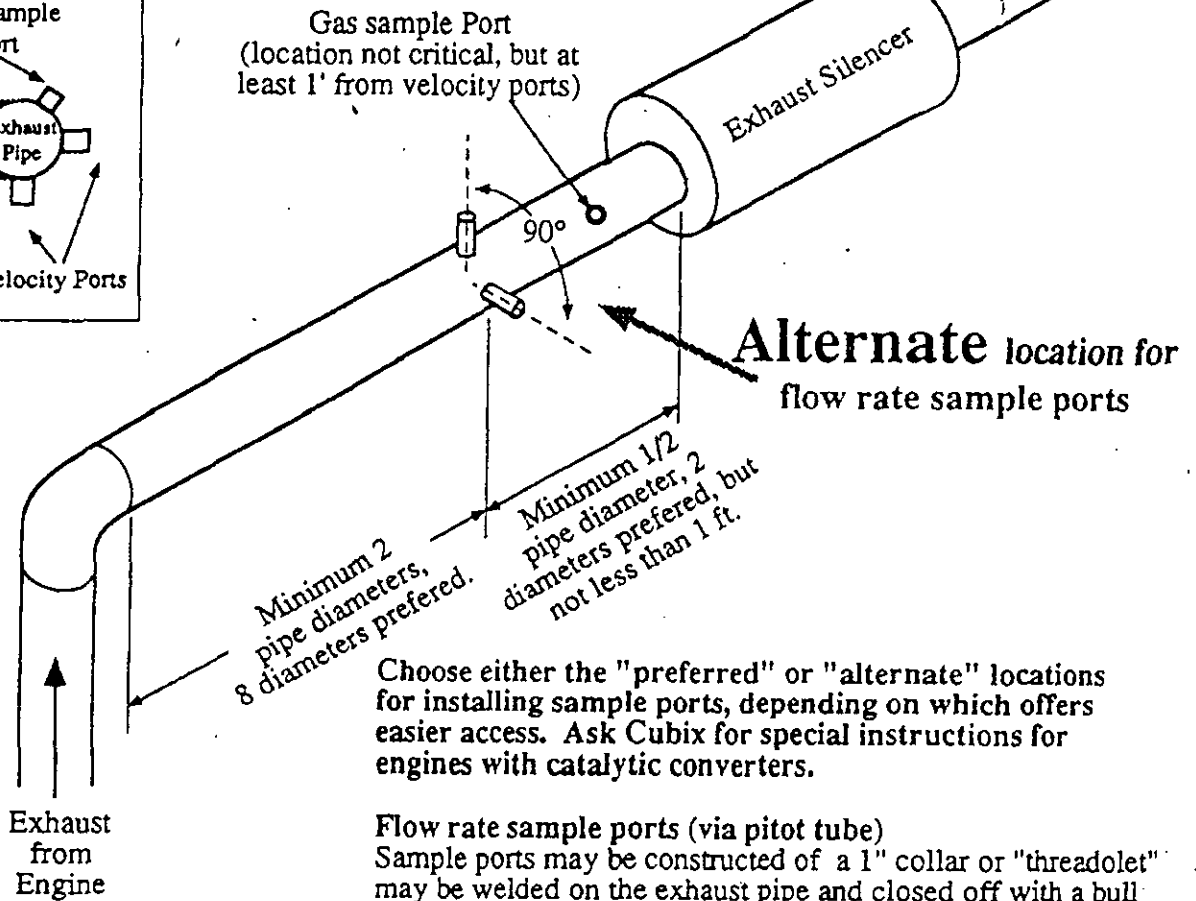 Gas sample Port
(location not critical, but at
least 1' from velocity ports)
Exhaust
Pipe
Ports
Exhaust Silencer
90°
Alternate location for
flow rate sample ports
Minimum 1/2
pipe diameter, 2
diameters prefered, but
not less than 1 ft.
Minimum 2
pipe diameters,
8 diameters prefered.
Choose either the "preferred" or "alternate" locations
for installing sample ports, depending on which offers
easier access. Ask Cubix for special instructions for
engines with catalytic converters.
Exhaust
from
Engine
Flow rate sample ports (via pitot tube)
Sample ports may be constructed of a 1" collar or "threadolet"
may be welded on the exhaust pipe and closed off with a bull